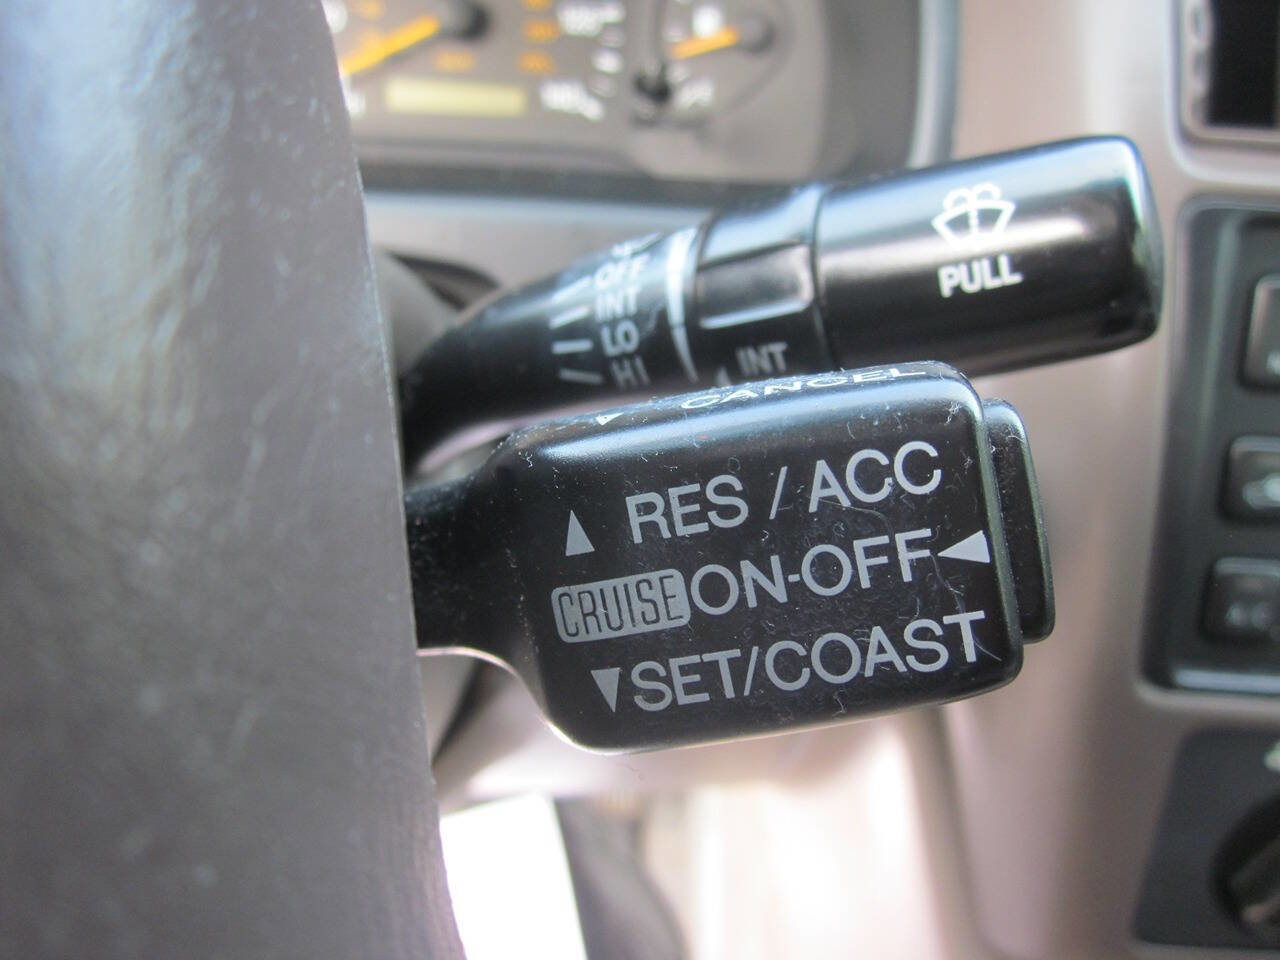 OFF
INT
LO
HI
PULL
INT
CANCEL
RES / ACC
CRUISE ON-OFF
SET/COAST